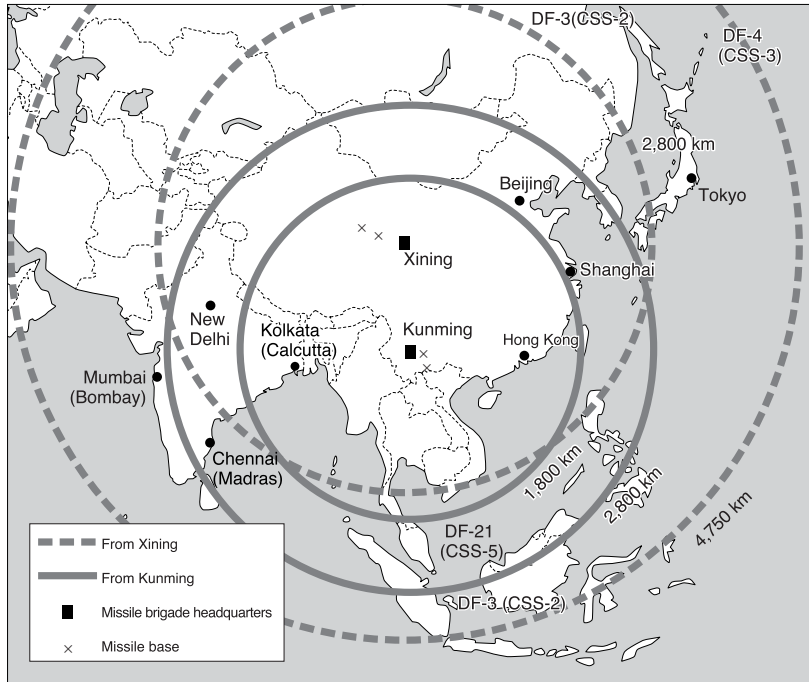 DF-3(CSS-2)
DF-4
(CSS-3)
2,800 km
Beijing
Tokyo
Xining
Shanghai
New
Delhi
Kolkata
(Calcutta)
Kunming
Hong Kong
Mumbai
(Bombay)
Chennai
(Madras)
1,800 km
2,800 km
4,750 km
DF-21
(CSS-5)
DF-3 (CSS-2)
From Xining
From Kunming
Missile brigade headquarters
Missile base